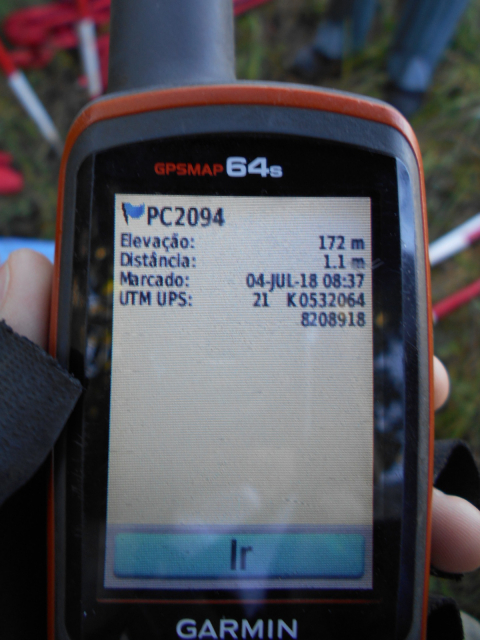 GPSMAP 64s
PC2094
Elevação: 172 m
Distância: 1.1 m
Marcado: 04-JUL-18 08:37
UTM UPS: 21 K0532064
8208918
Ir
GARMIN